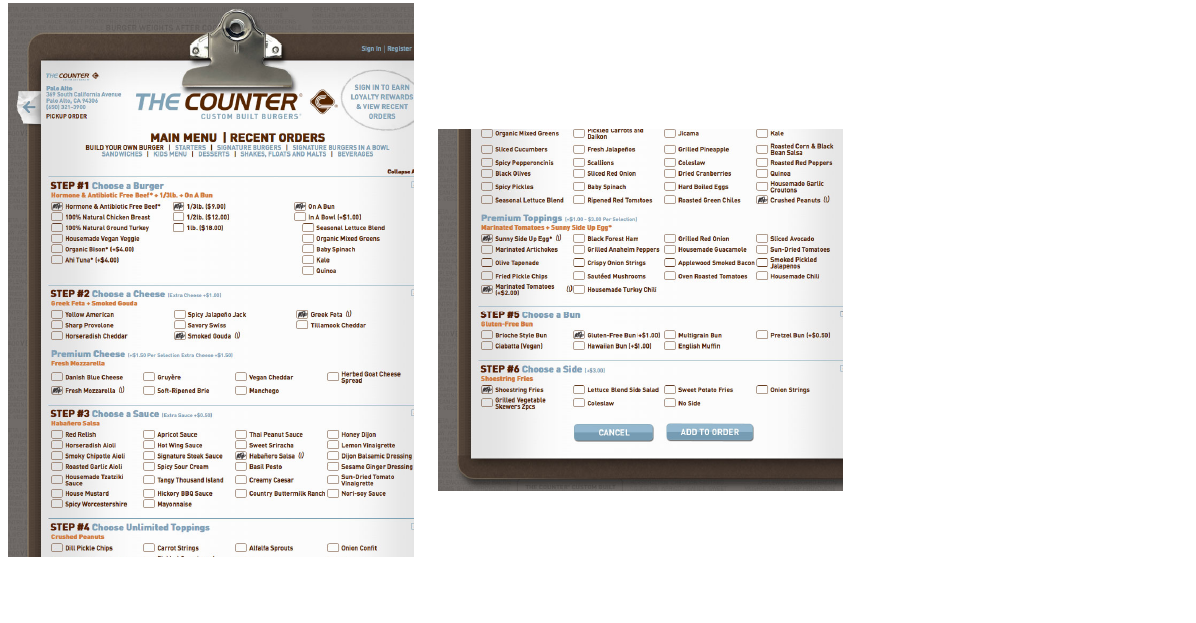 BURGER WEIGHTS AFTER
Sign In | Register
THE COUNTER
Palo Alto
369 South California Avenue
Palo Alto, CA 94306
(650) 321-3900
PICKUP ORDER
THE COUNTER®
CUSTOM BUILT BURGERS®
SIGN IN TO EARN
LOYALTY REWARDS
& VIEW RECENT
ORDERS
MAIN MENU | RECENT ORDERS
BUILD YOUR OWN BURGER | STARTERS | SIGNATURE BURGERS | SIGNATURE BURGERS IN A BOWL
SANDWICHES | KIDS MENU | DESSERTS | SHAKES, FLOATS AND MALTS | BEVERAGES
Collapse A
STEP #1 Choose a Burger
Hormone & Antibiotic Free Beef* + 1/3lb. + On A Bun
Hormone & Antibiotic Free Beef* 1/3lb. ($9.00) On A Bun
100% Natural Chicken Breast 1/2lb. ($12.00) In A Bowl (+$1.00)
100% Natural Ground Turkey 1lb. ($18.00) Seasonal Lettuce Blend
Housemade Vegan Veggie Organic Mixed Greens
Organic Bison* (+$4.00) Baby Spinach
Ahi Tuna* (+$4.00) Kale
Quinoa
STEP #2 Choose a Cheese (Extra Cheese +$1.00)
Greek Feta + Smoked Gouda
Yellow American Spicy Jalapeño Jack Greek Feta (1)
Sharp Provolone Savory Swiss Tillamook Cheddar
Horseradish Cheddar Smoked Gouda (1)
Premium Cheese (+$1.50 Per Selection Extra Cheese +$1.50)
Fresh Mozzarella
Danish Blue Cheese Gruyère Vegan Cheddar Herbed Goat Cheese Spread
Fresh Mozzarella (1) Soft-Ripened Brie Manchego
STEP #3 Choose a Sauce (Extra Sauce +$0.50)
Habañero Salsa
Red Relish Apricot Sauce Thai Peanut Sauce Honey Dijon
Horseradish Aioli Hot Wing Sauce Sweet Sriracha Lemon Vinaigrette
Smoky Chipotle Aioli Signature Steak Sauce Habañero Salsa (1) Dijon Balsamic Dressing
Roasted Garlic Aioli Spicy Sour Cream Basil Pesto Sesame Ginger Dressing
Housemade Tzatziki Sauce Tangy Thousand Island Creamy Caesar Sun-Dried Tomato Vinaigrette
House Mustard Hickory BBQ Sauce Country Buttermilk Ranch Nori-soy Sauce
Spicy Worcestershire Mayonnaise
STEP #4 Choose Unlimited Toppings
Crushed Peanuts
Dill Pickle Chips Carrot Strings Alfalfa Sprouts Onion Confit
Organic Mixed Greens Pickled Carrots and Daikon Jicama Kale
Sliced Cucumbers Fresh Jalapeños Grilled Pineapple Roasted Corn & Black Bean Salsa
Spicy Pepperoncinis Scallions Coleslaw Roasted Red Peppers
Black Olives Sliced Red Onion Dried Cranberries Quinoa
Spicy Pickles Baby Spinach Hard Boiled Eggs Housemade Garlic Croutons
Seasonal Lettuce Blend Ripened Red Tomatoes Roasted Green Chiles Crushed Peanuts (1)
Premium Toppings (+$1.00 - $3.00 Per Selection)
Marinated Tomatoes + Sunny Side Up Egg*
Sunny Side Up Egg* (1) Black Forest Ham Grilled Red Onion Sliced Avocado
Marinated Artichokes Grilled Anaheim Peppers Housemade Guacamole Sun-Dried Tomatoes
Olive Tapenade Crispy Onion Strings Applewood Smoked Bacon Smoked Pickled Jalapenos
Fried Pickle Chips Sautéed Mushrooms Oven Roasted Tomatoes Housemade Chili
Marinated Tomatoes (+$2.00) (1) Housemade Turkey Chili
STEP #5 Choose a Bun
Gluten-Free Bun
Brioche Style Bun Gluten-Free Bun (+$1.00) Multigrain Bun Pretzel Bun (+$0.50)
Ciabatta (Vegan) Hawaiian Bun (+$1.00) English Muffin
STEP #6 Choose a Side (+$3.00)
Shoestring Fries
Shoestring Fries Lettuce Blend Side Salad Sweet Potato Fries Onion Strings
Grilled Vegetable Skewers 2pcs Coleslaw No Side
CANCEL ADD TO ORDER